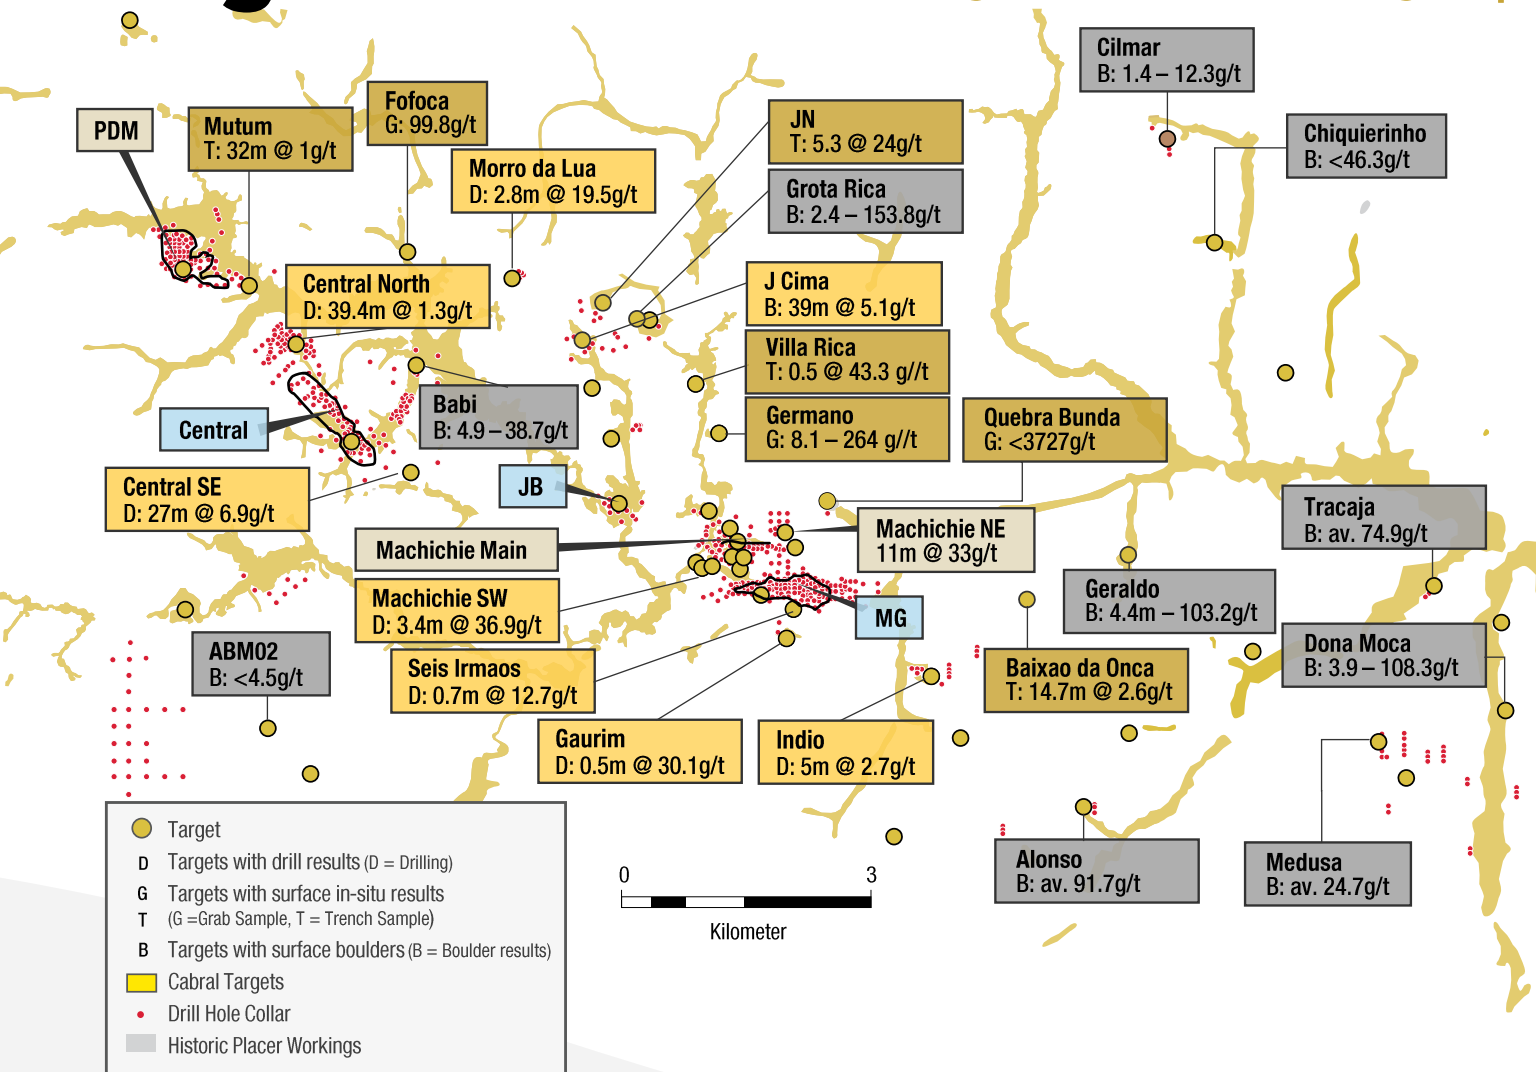 Cilmar
B: 1.4 – 12.3g/t
Chiquierinho
B: <46.3g/t
PDM
Mutum
T: 32m @ 1g/t
Fofoca
G: 99.8g/t
Morro da Lua
D: 2.8m @ 19.5g/t
JN
T: 5.3 @ 24g/t
Grota Rica
B: 2.4 – 153.8g/t
Central North
D: 39.4m @ 1.3g/t
J Cima
B: 39m @ 5.1g/t
Villa Rica
T: 0.5 @ 43.3 g//t
Germano
G: 8.1 – 264 g//t
Quebra Bunda
G: <3727g/t
Central
Babi
B: 4.9 – 38.7g/t
Central SE
D: 27m @ 6.9g/t
JB
Machichie Main
Machichie NE
11m @ 33g/t
Tracaja
B: av. 74.9g/t
Machichie SW
D: 3.4m @ 36.9g/t
MG
Geraldo
B: 4.4m – 103.2g/t
Dona Moca
B: 3.9 – 108.3g/t
ABM02
B: <4.5g/t
Seis Irmaos
D: 0.7m @ 12.7g/t
Baixao da Onca
T: 14.7m @ 2.6g/t
Gaurim
D: 0.5m @ 30.1g/t
Indio
D: 5m @ 2.7g/t
Alonso
B: av. 91.7g/t
Medusa
B: av. 24.7g/t
0 3
Kilometer
Target
D Targets with drill results (D = Drilling)
G Targets with surface in-situ results
T (G =Grab Sample, T = Trench Sample)
B Targets with surface boulders (B = Boulder results)
Cabral Targets
Drill Hole Collar
Historic Placer Workings